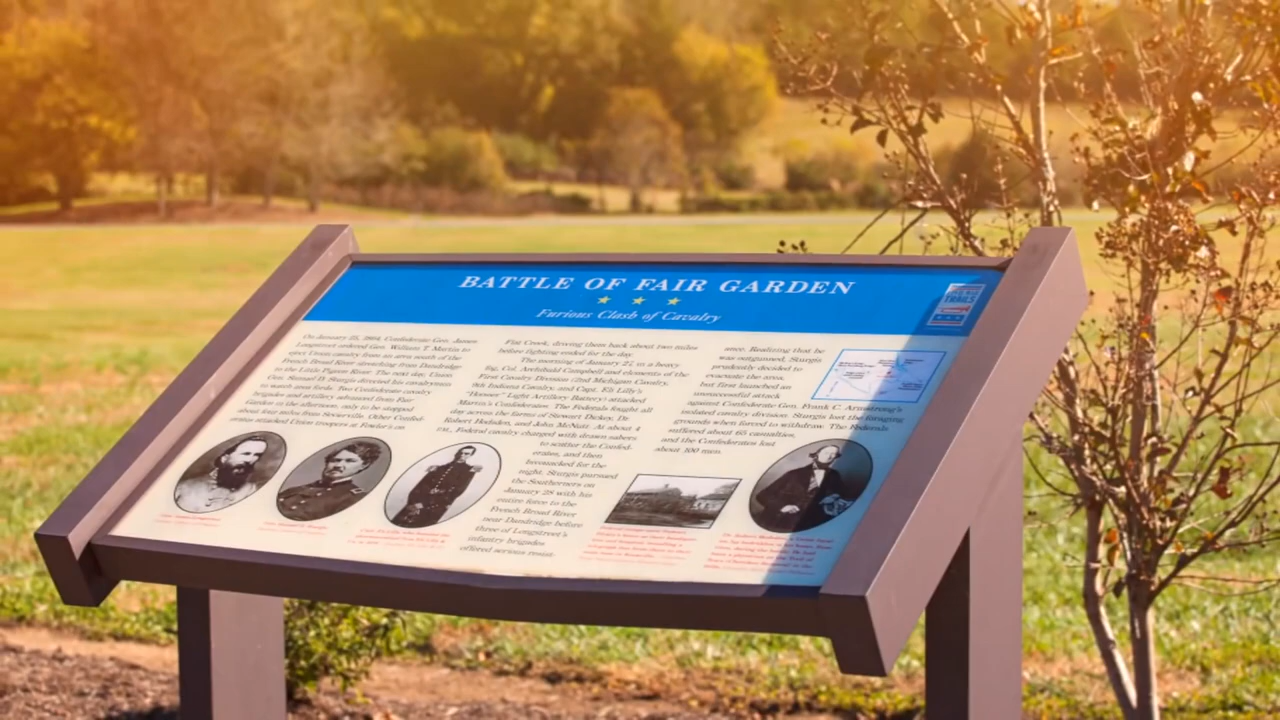 BATTLE OF FAIR GARDEN
Furious Clash of Cavalry
TRAILS
On January 25, 1864, Confederate Gen. James
Longstreet ordered Gen. William T. Martin to
eject Union cavalry from an area south of the
French Broad River stretching from Dandridge
to the Little Pigeon River. The next day, Union
Gen. Samuel D. Sturgis directed his cavalrymen
to watch area fords. Two Confederate cavalry
brigades and artillery advanced from Fair
Garden in the afternoon, only to be stopped
about four miles from Sevierville. Other Confed-
erates attacked Union troops at Fowler's on
Flat Creek, driving them back about two miles
before fighting ended for the day.
The morning of January 27, in a heavy
fog, Col. Archibald Campbell and elements of the
First Cavalry Division (2nd Michigan Cavalry,
9th Indiana Cavalry, and Capt. Eli Lilly's
"Hoosier" Light Artillery Battery) attacked
Martin's Confederates. The Federals fought all
day across the farms of Stewart Dickey, Dr.
Robert Hodsden, and John McNutt. At about 4
P.M., Federal cavalry charged with drawn sabers
to scatter the Confed-
erates, and then
bivouacked for the
night. Sturgis pursued
the Southerners on
January 28 with his
entire force to the
French Broad River
near Dandridge before
three of Longstreet's
infantry brigades
offered serious resist-
ance. Realizing that he
was outgunned, Sturgis
prudently decided to
evacuate the area,
but first launched an
unsuccessful attack
against Confederate Gen. Frank C. Armstrong's
isolated cavalry division. Sturgis lost the foraging
grounds when forced to withdraw. The Federals
suffered about 65 casualties,
and the Confederates lost
about 100 men.